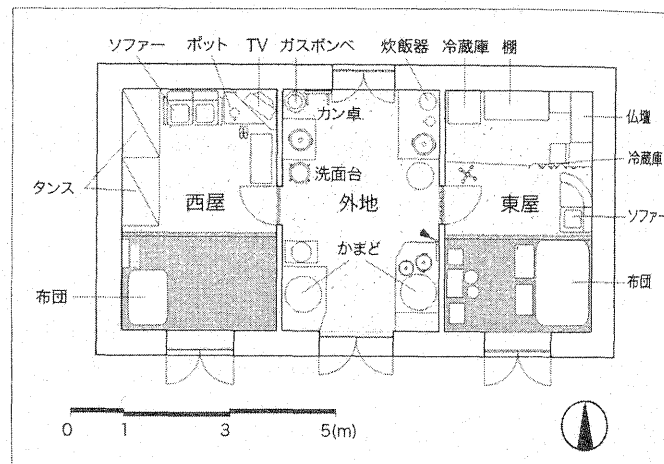 ソファー ポット TV ガスボンベ 炊飯器 冷蔵庫 棚
カン卓
仏壇
冷蔵庫
洗面台
タンス
西屋 外地 東屋
ソファー
かまど
布団
布団
0 1 3 5(m)